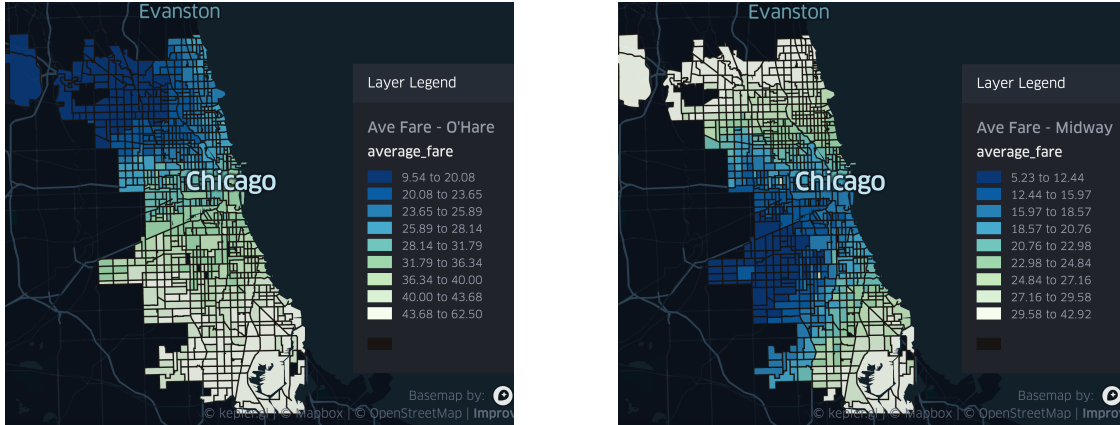 Evanston
Chicago
Layer Legend
Ave Fare - O'Hare
average_fare
9.54 to 20.08
20.08 to 23.65
23.65 to 25.89
25.89 to 28.14
28.14 to 31.79
31.79 to 36.34
36.34 to 40.00
40.00 to 43.68
43.68 to 62.50
Basemap by:
© kepler.gl | © Mapbox | © OpenStreetMap | Improv
Evanston
Chicago
Layer Legend
Ave Fare - Midway
average_fare
5.23 to 12.44
12.44 to 15.97
15.97 to 18.57
18.57 to 20.76
20.76 to 22.98
22.98 to 24.84
24.84 to 27.16
27.16 to 29.58
29.58 to 42.92
Basemap by:
© kepler.gl | © Mapbox | © OpenStreetMap | Improv